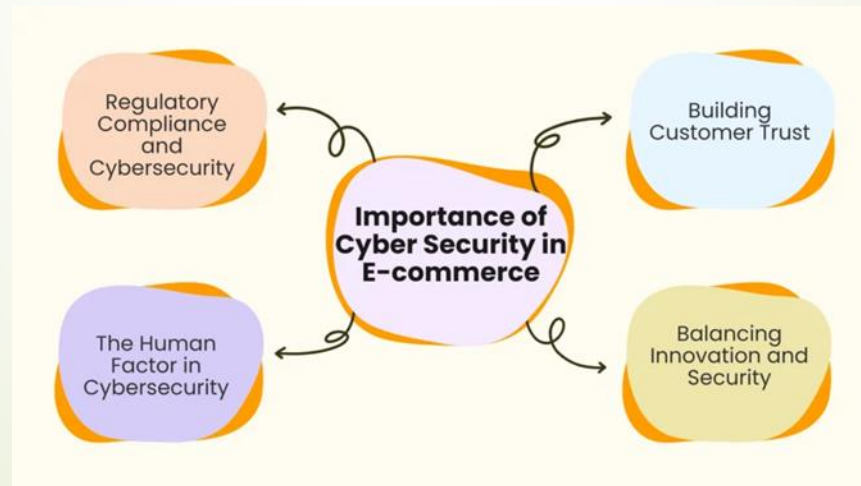 Regulatory
Compliance
and
Cybersecurity
Building
Customer Trust
Importance of
Cyber Security in
E-commerce
The Human
Factor in
Cybersecurity
Balancing
Innovation and
Security